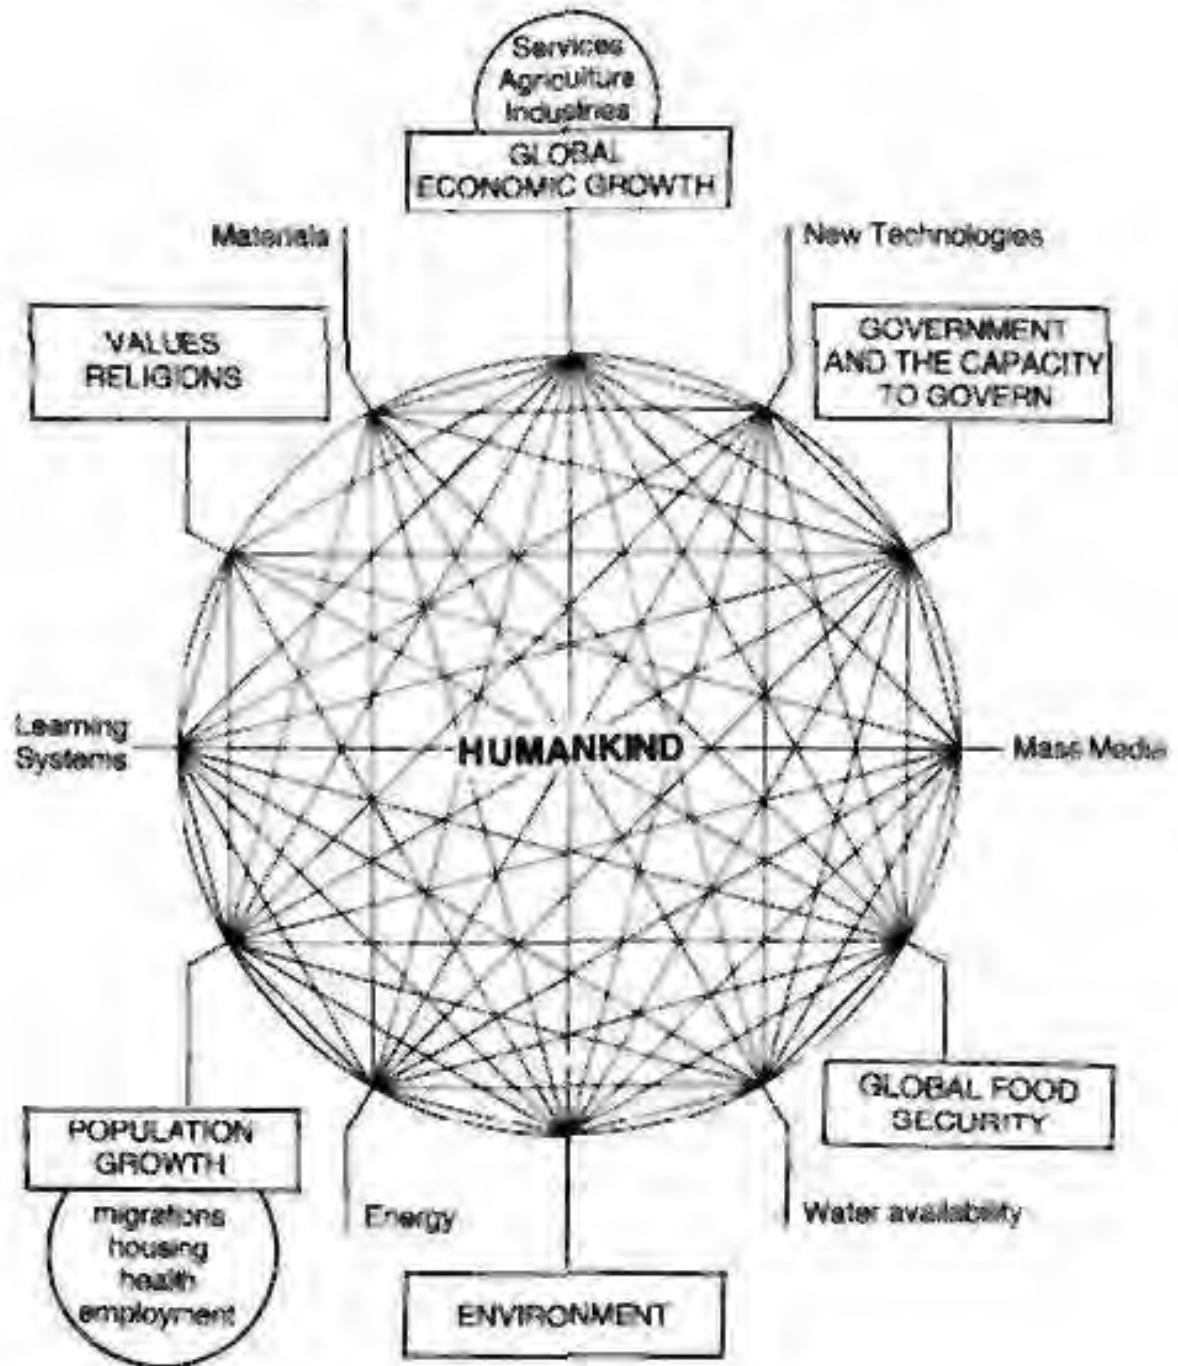 Services
Agriculture
Industries
GLOBAL
ECONOMIC GROWTH
Materials
New Technologies
VALUES
RELIGIONS
GOVERNMENT
AND THE CAPACITY
TO GOVERN
Learning
Systems
HUMANKIND
Mass Media
GLOBAL FOOD
SECURITY
POPULATION
GROWTH
migrations
housing
health
employment
Energy
Water availability
ENVIRONMENT